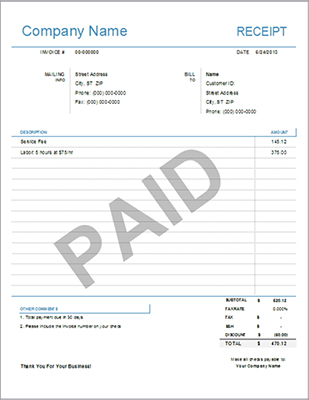 Company Name RECEIPT
INVOICE # 00-000000 DATE 6/24/2013
MAILING INFO Street Address BILL TO Name
City, ST ZIP Customer ID:
Phone: (000) 000-0000 Street Address
Fax: (000) 000-0000 City, ST ZIP
Phone: (000) 000-0000
DESCRIPTION AMOUNT
Service Fee 145.12
Labor: 5 hours at $75/hr 375.00
PAID
SUBTOTAL $ 520.12
OTHER COMMENTS TAX RATE 0.000%
1. Total payment due in 30 days TAX $ -
2. Please include the invoice number on your check S&H $ -
DISCOUNT $ (50.00)
TOTAL $ 470.12
Make all checks payable to:
Thank You For Your Business! Your Company Name